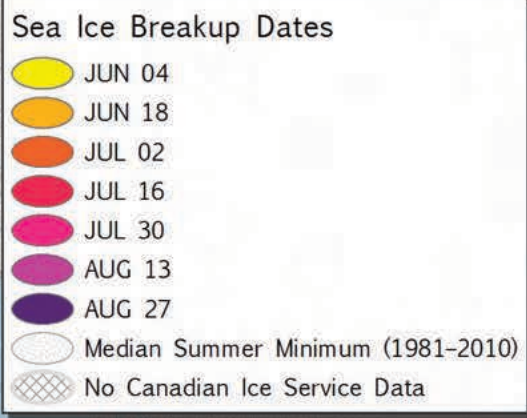 Sea Ice Breakup Dates
JUN 04
JUN 18
JUL 02
JUL 16
JUL 30
AUG 13
AUG 27
Median Summer Minimum (1981–2010)
No Canadian Ice Service Data